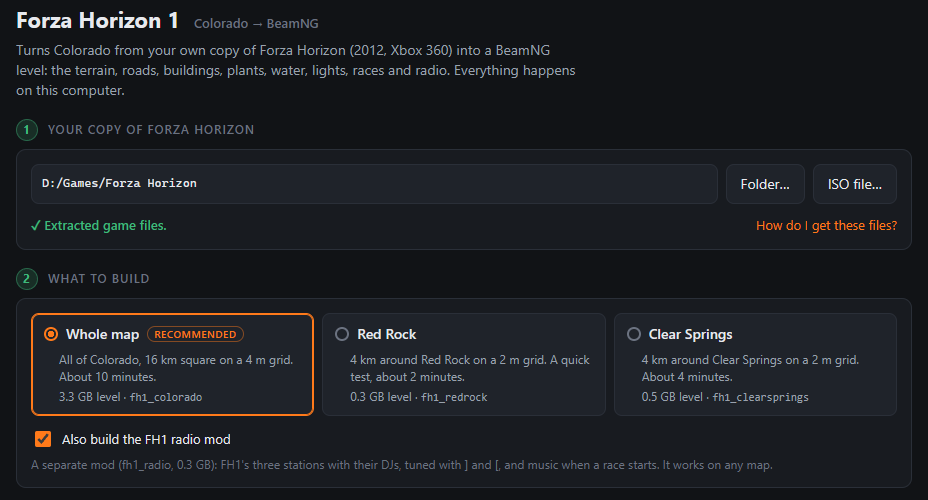 Forza Horizon 1 Colorado → BeamNG
Turns Colorado from your own copy of Forza Horizon (2012, Xbox 360) into a BeamNG
level: the terrain, roads, buildings, plants, water, lights, races and radio. Everything happens
on this computer.
1 YOUR COPY OF FORZA HORIZON
D:/Games/Forza Horizon
Folder...
ISO file...
✓ Extracted game files.
How do I get these files?
2 WHAT TO BUILD
Whole map RECOMMENDED
All of Colorado, 16 km square on a 4 m grid.
About 10 minutes.
3.3 GB level · fh1_colorado
Red Rock
4 km around Red Rock on a 2 m grid. A quick
test, about 2 minutes.
0.3 GB level · fh1_redrock
Clear Springs
4 km around Clear Springs on a 2 m grid.
About 4 minutes.
0.5 GB level · fh1_clearsprings
Also build the FH1 radio mod
A separate mod (fh1_radio, 0.3 GB): FH1's three stations with their DJs, tuned with ] and [, and music when a race starts. It works on any map.